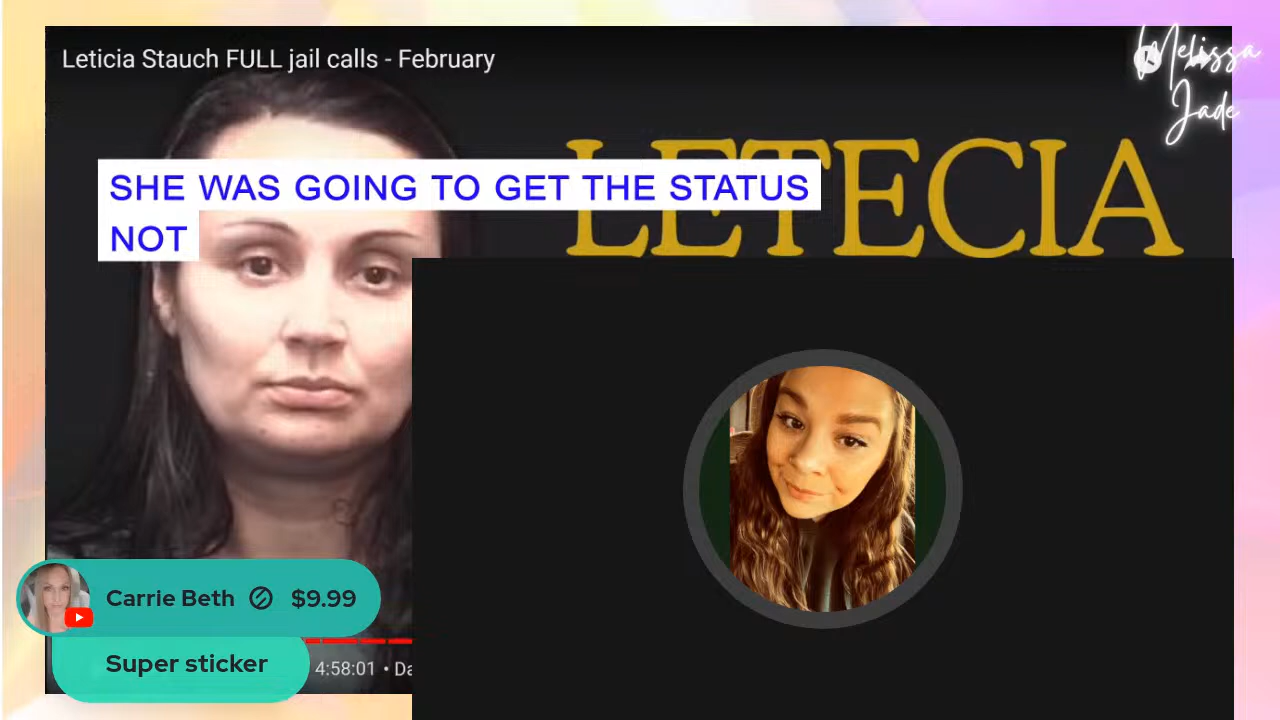 Leticia Stauch FULL jail calls - February
Melissa
Jade
LETECIA
SHE WAS GOING TO GET THE STATUS
NOT
Carrie Beth $9.99
Super sticker
4:58:01 • Da